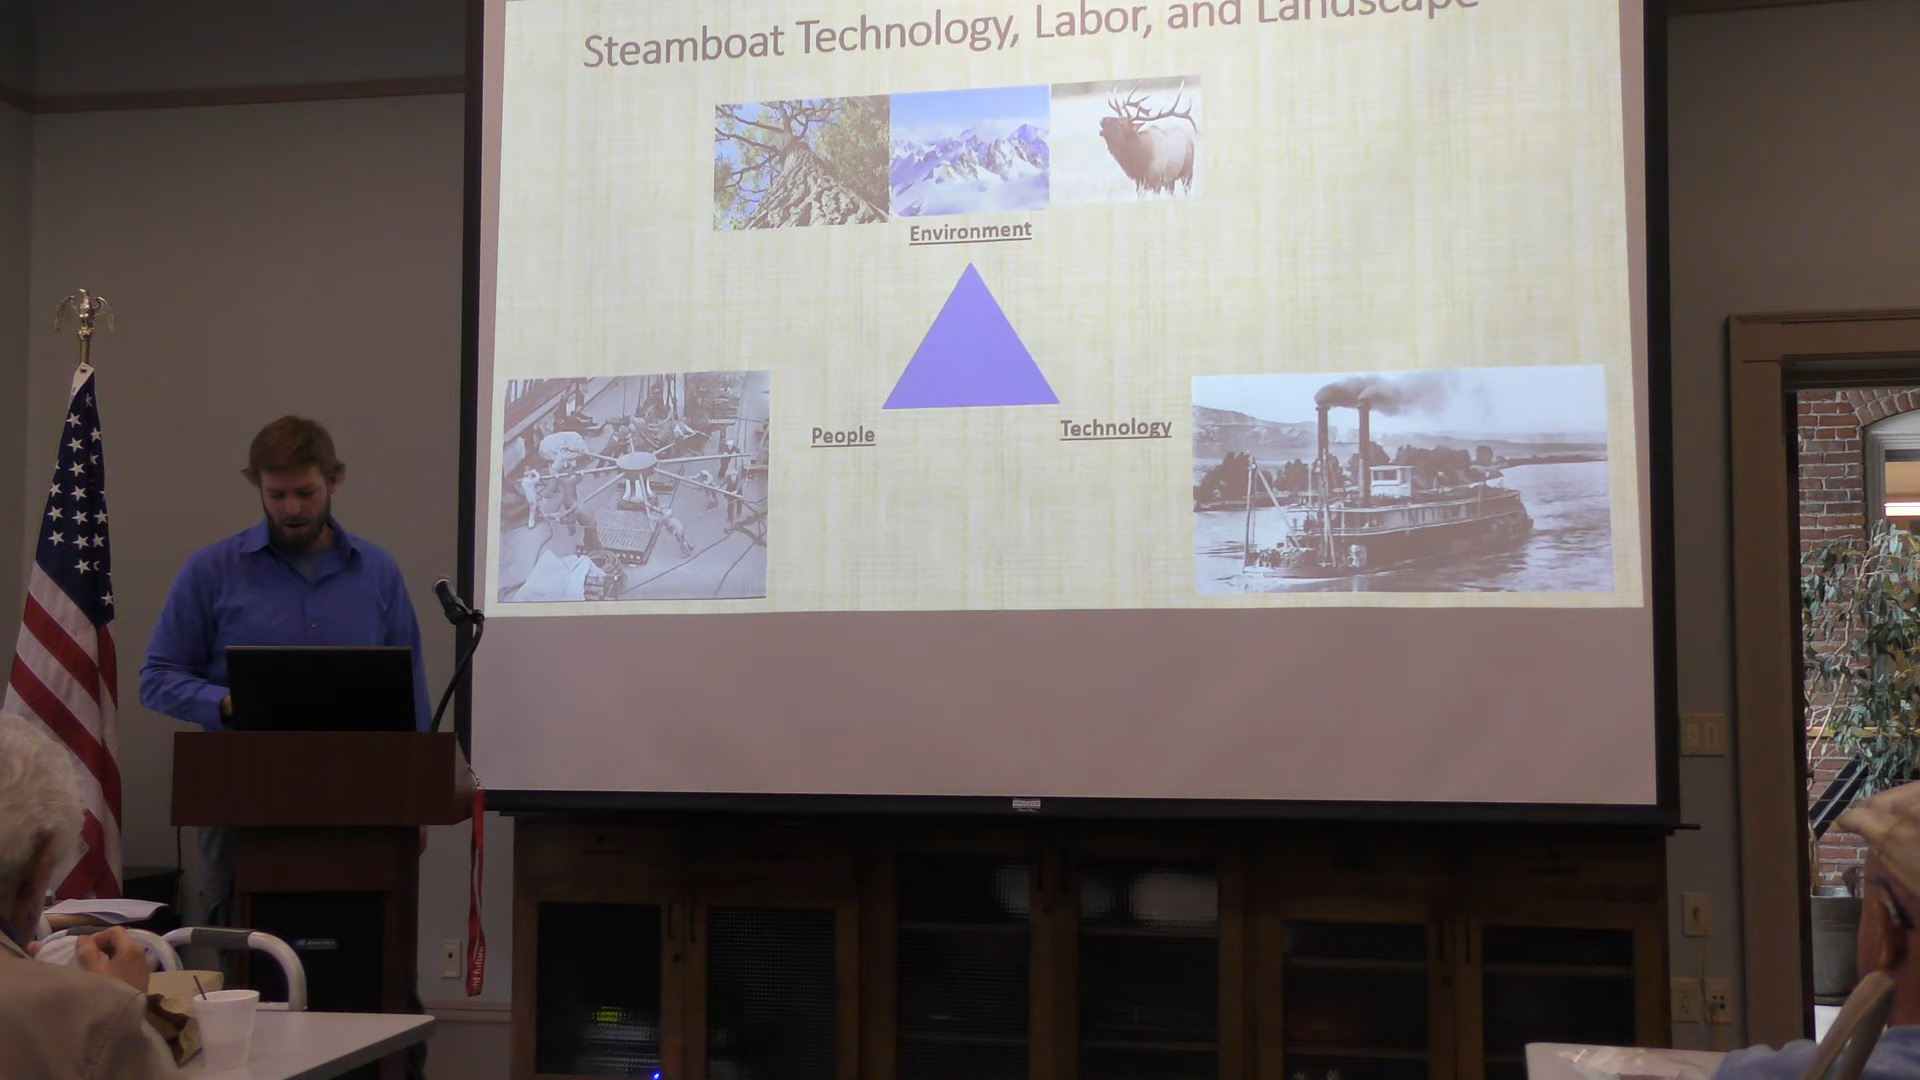 Steamboat Technology, Labor, and Landscape
Environment
People
Technology